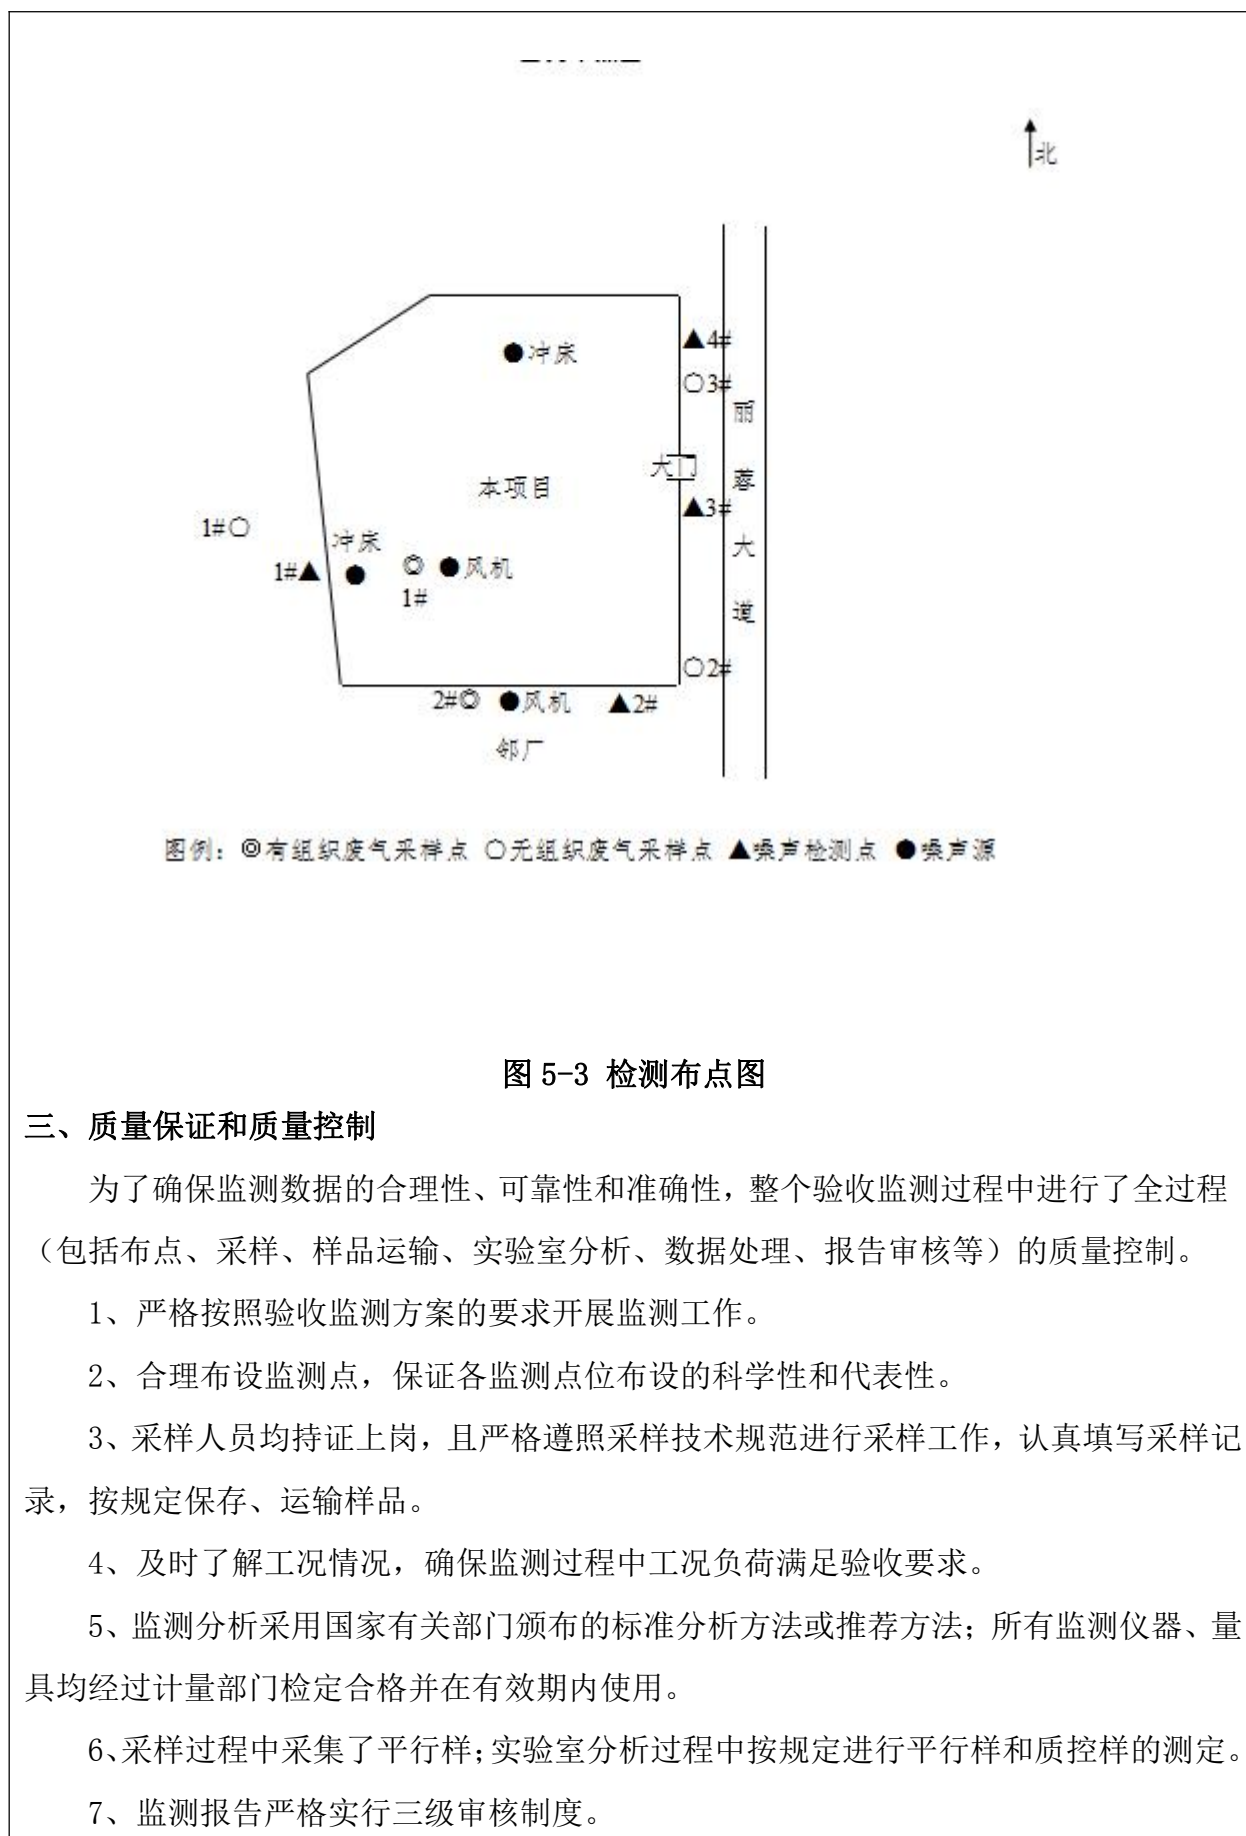 北
▲4#
●冲床
○3#
丽
大门
蓉
本项目
▲3#
1#○
冲床
大
1#▲ ● ◎ ●风机
1#
道
○2#
2#◎ ●风机 ▲2#
邻厂
图例：◎有组织废气采样点 ○无组织废气采样点 ▲噪声检测点 ●噪声源
图 5-3 检测布点图
三、质量保证和质量控制
为了确保监测数据的合理性、可靠性和准确性，整个验收监测过程中进行了全过程
（包括布点、采样、样品运输、实验室分析、数据处理、报告审核等）的质量控制。
1、严格按照验收监测方案的要求开展监测工作。
2、合理布设监测点，保证各监测点位布设的科学性和代表性。
3、采样人员均持证上岗，且严格遵照采样技术规范进行采样工作，认真填写采样记
录，按规定保存、运输样品。
4、及时了解工况情况，确保监测过程中工况负荷满足验收要求。
5、监测分析采用国家有关部门颁布的标准分析方法或推荐方法；所有监测仪器、量
具均经过计量部门检定合格并在有效期内使用。
6、采样过程中采集了平行样；实验室分析过程中按规定进行平行样和质控样的测定。
7、监测报告严格实行三级审核制度。